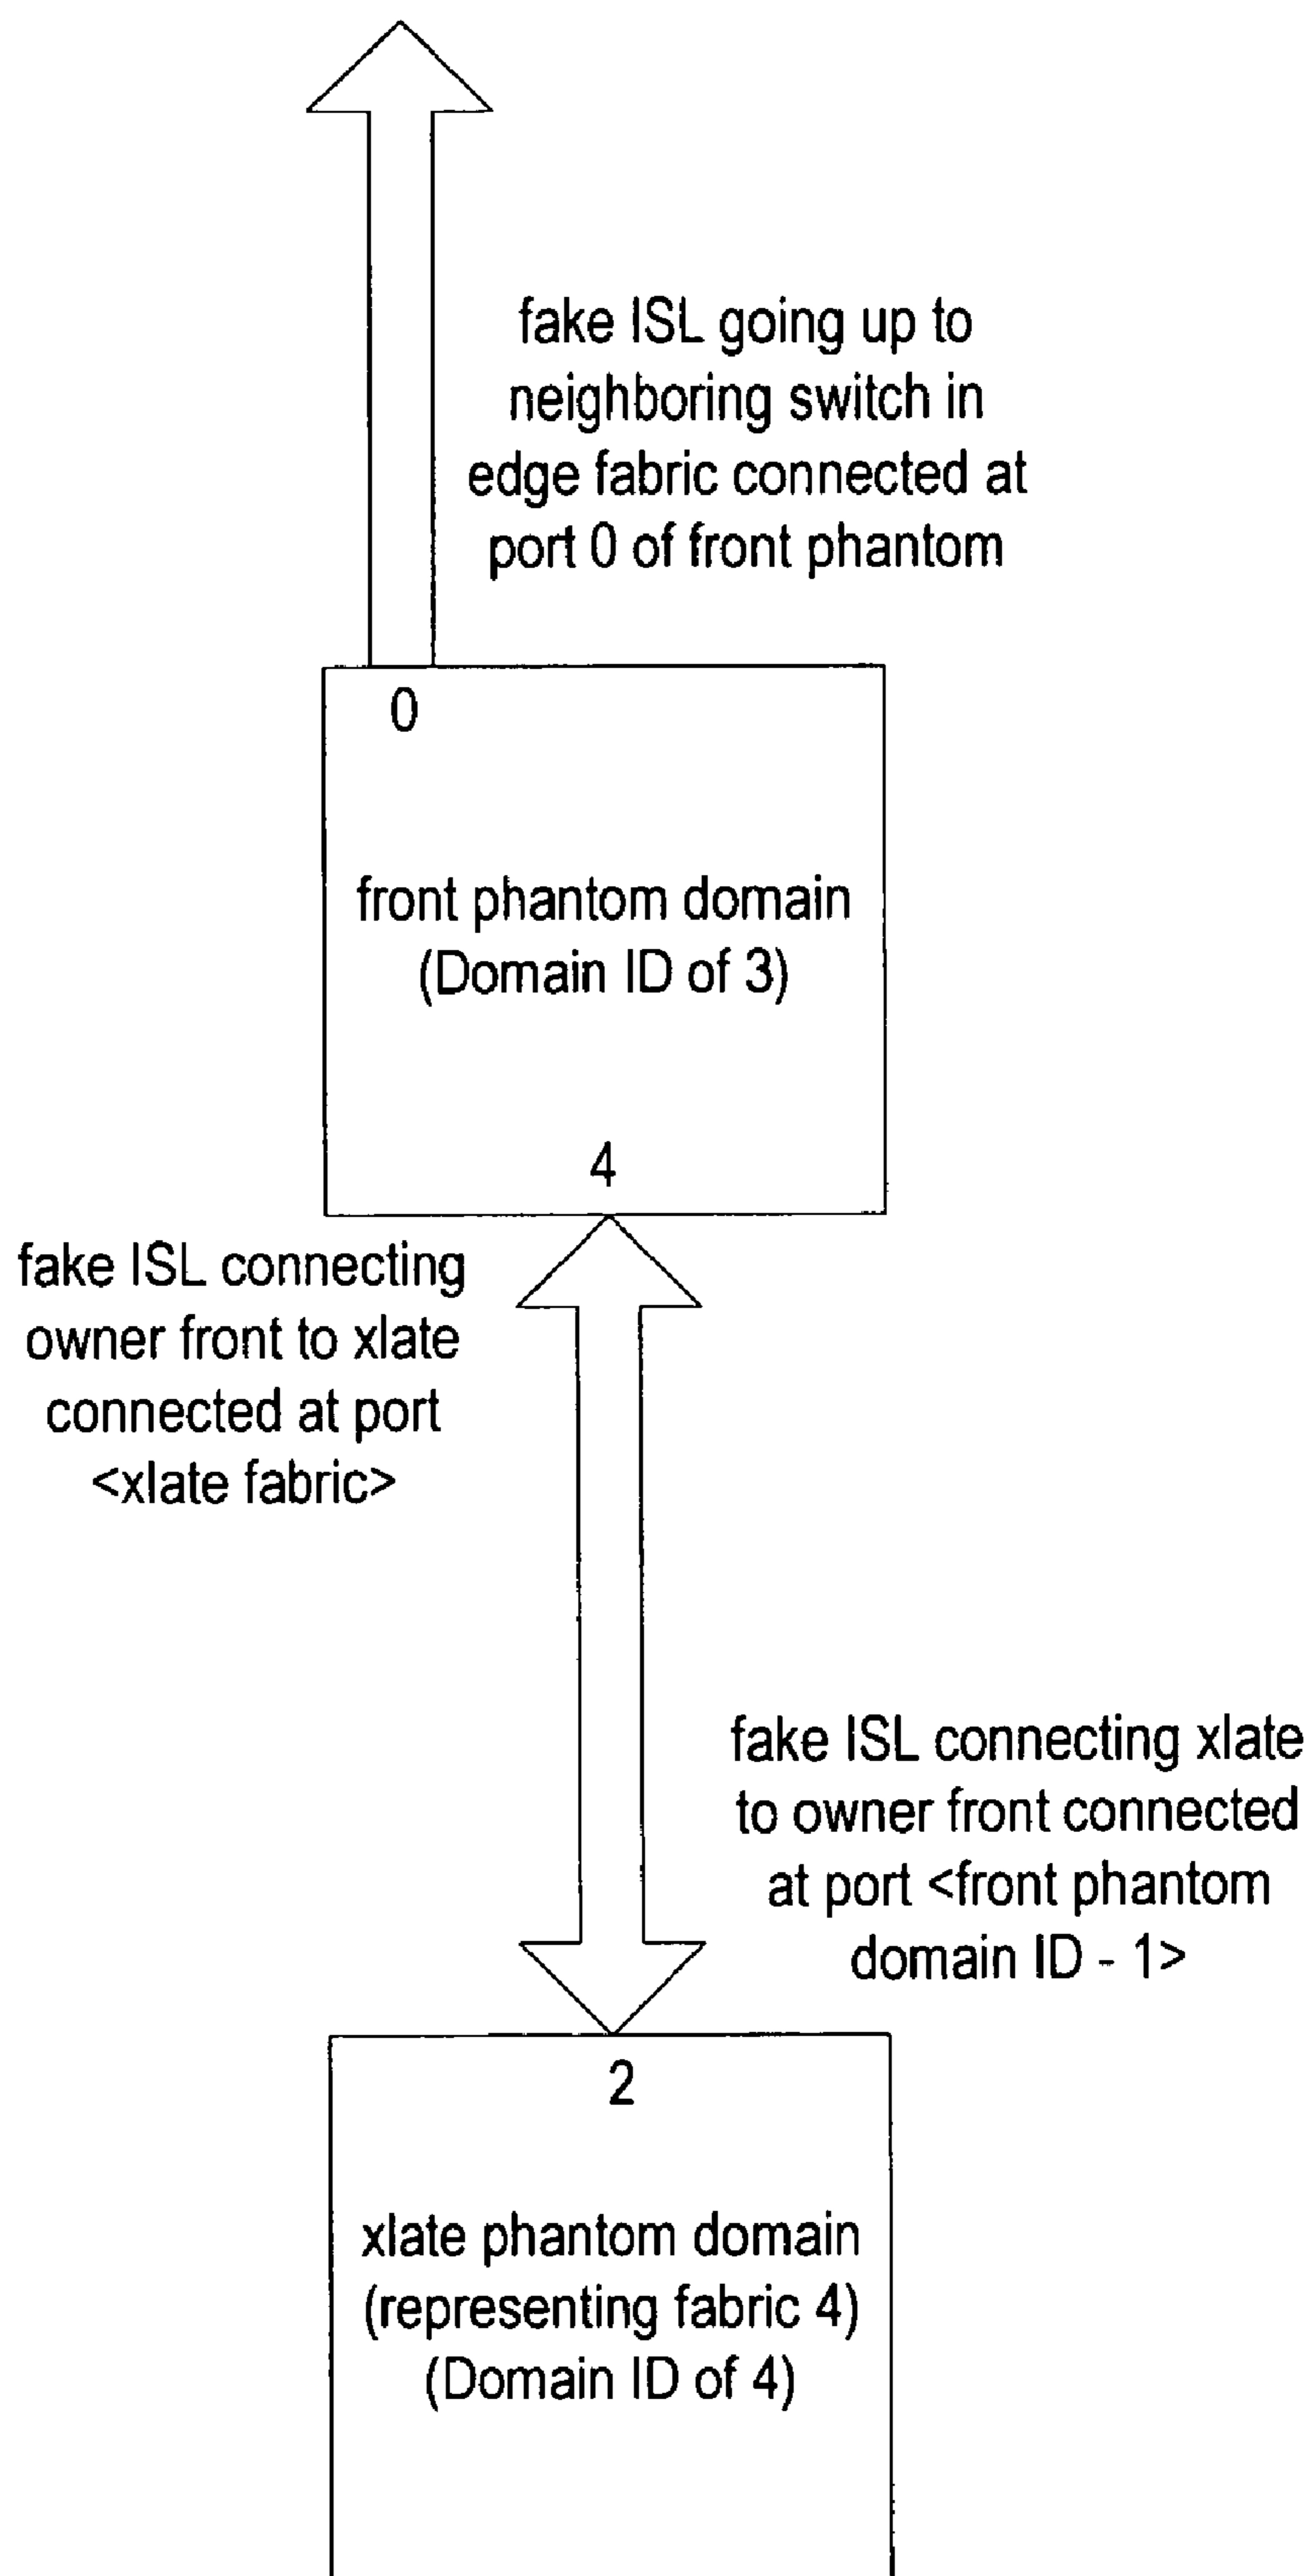 fake ISL going up to
neighboring switch in
edge fabric connected at
port 0 of front phantom
0
front phantom domain
(Domain ID of 3)
4
fake ISL connecting
owner front to xlate
connected at port
<xlate fabric>
fake ISL connecting xlate
to owner front connected
at port <front phantom
domain ID - 1>
2
xlate phantom domain
(representing fabric 4)
(Domain ID of 4)